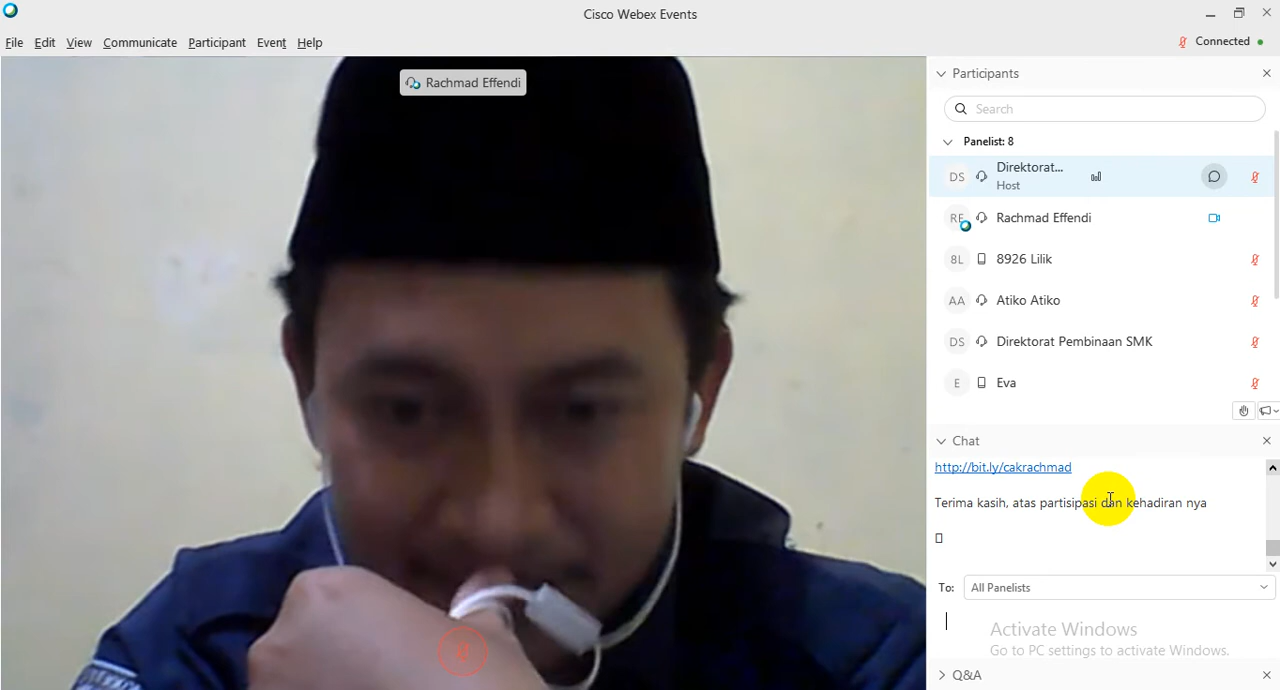 Cisco Webex Events
File Edit View Communicate Participant Event Help
Connected
Rachmad Effendi
Participants
Search
Panelist: 8
DS Direktorat...
Host
RE Rachmad Effendi
8L 8926 Lilik
AA Atiko Atiko
DS Direktorat Pembinaan SMK
E Eva
Chat
http://bit.ly/cakrachmad
Terima kasih, atas partisipasi dan kehadiran nya
To: All Panelists
Activate Windows
Go to PC settings to activate Windows.
Q&A